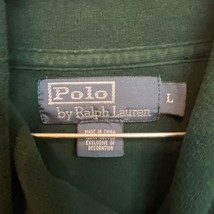 Polo
by Ralph Lauren
L
MADE IN CHINA
EXCLUSIVE OF
DECORATION